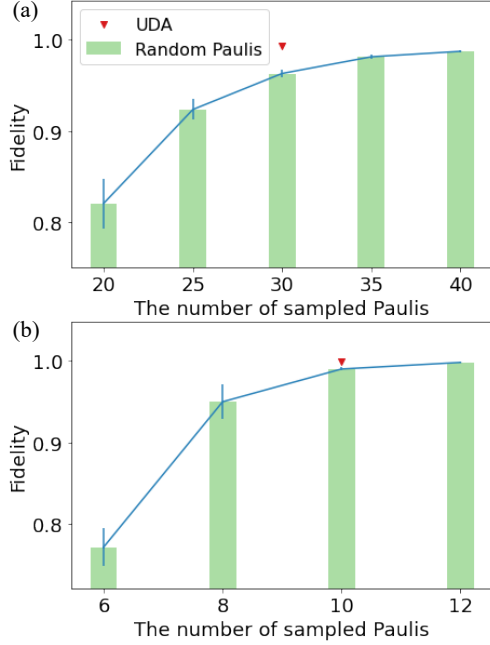 (a)
UDA
Random Paulis
1.0
0.9
0.8
Fidelity
20 25 30 35 40
The number of sampled Paulis
(b)
1.0
0.9
0.8
Fidelity
6 8 10 12
The number of sampled Paulis